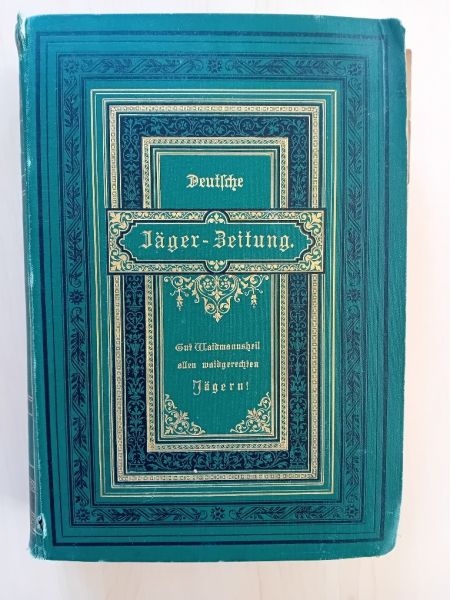 Deutsche
Jäger-Zeitung.
Gut Waidmannsheil
allen waidgerechten
Jägern!